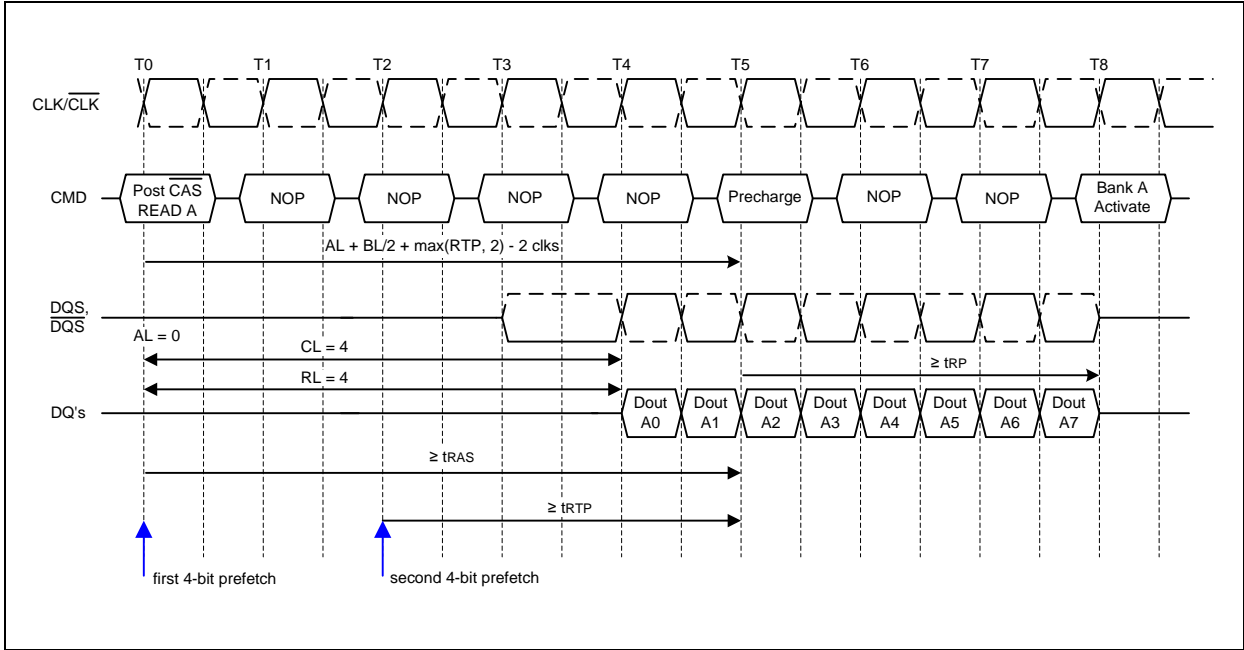 T0 T1 T2 T3 T4 T5 T6 T7 T8
CLK/CLK
CMD
Post CAS
READ A
NOP
NOP
NOP
NOP
Precharge
NOP
NOP
Bank A
Activate
AL + BL/2 + max(RTP, 2) - 2 clks
DQS,
DQS
AL = 0
CL = 4
≥ tRP
RL = 4
DQ's
Dout
A0
Dout
A1
Dout
A2
Dout
A3
Dout
A4
Dout
A5
Dout
A6
Dout
A7
≥ tRAS
≥ tRTP
first 4-bit prefetch
second 4-bit prefetch